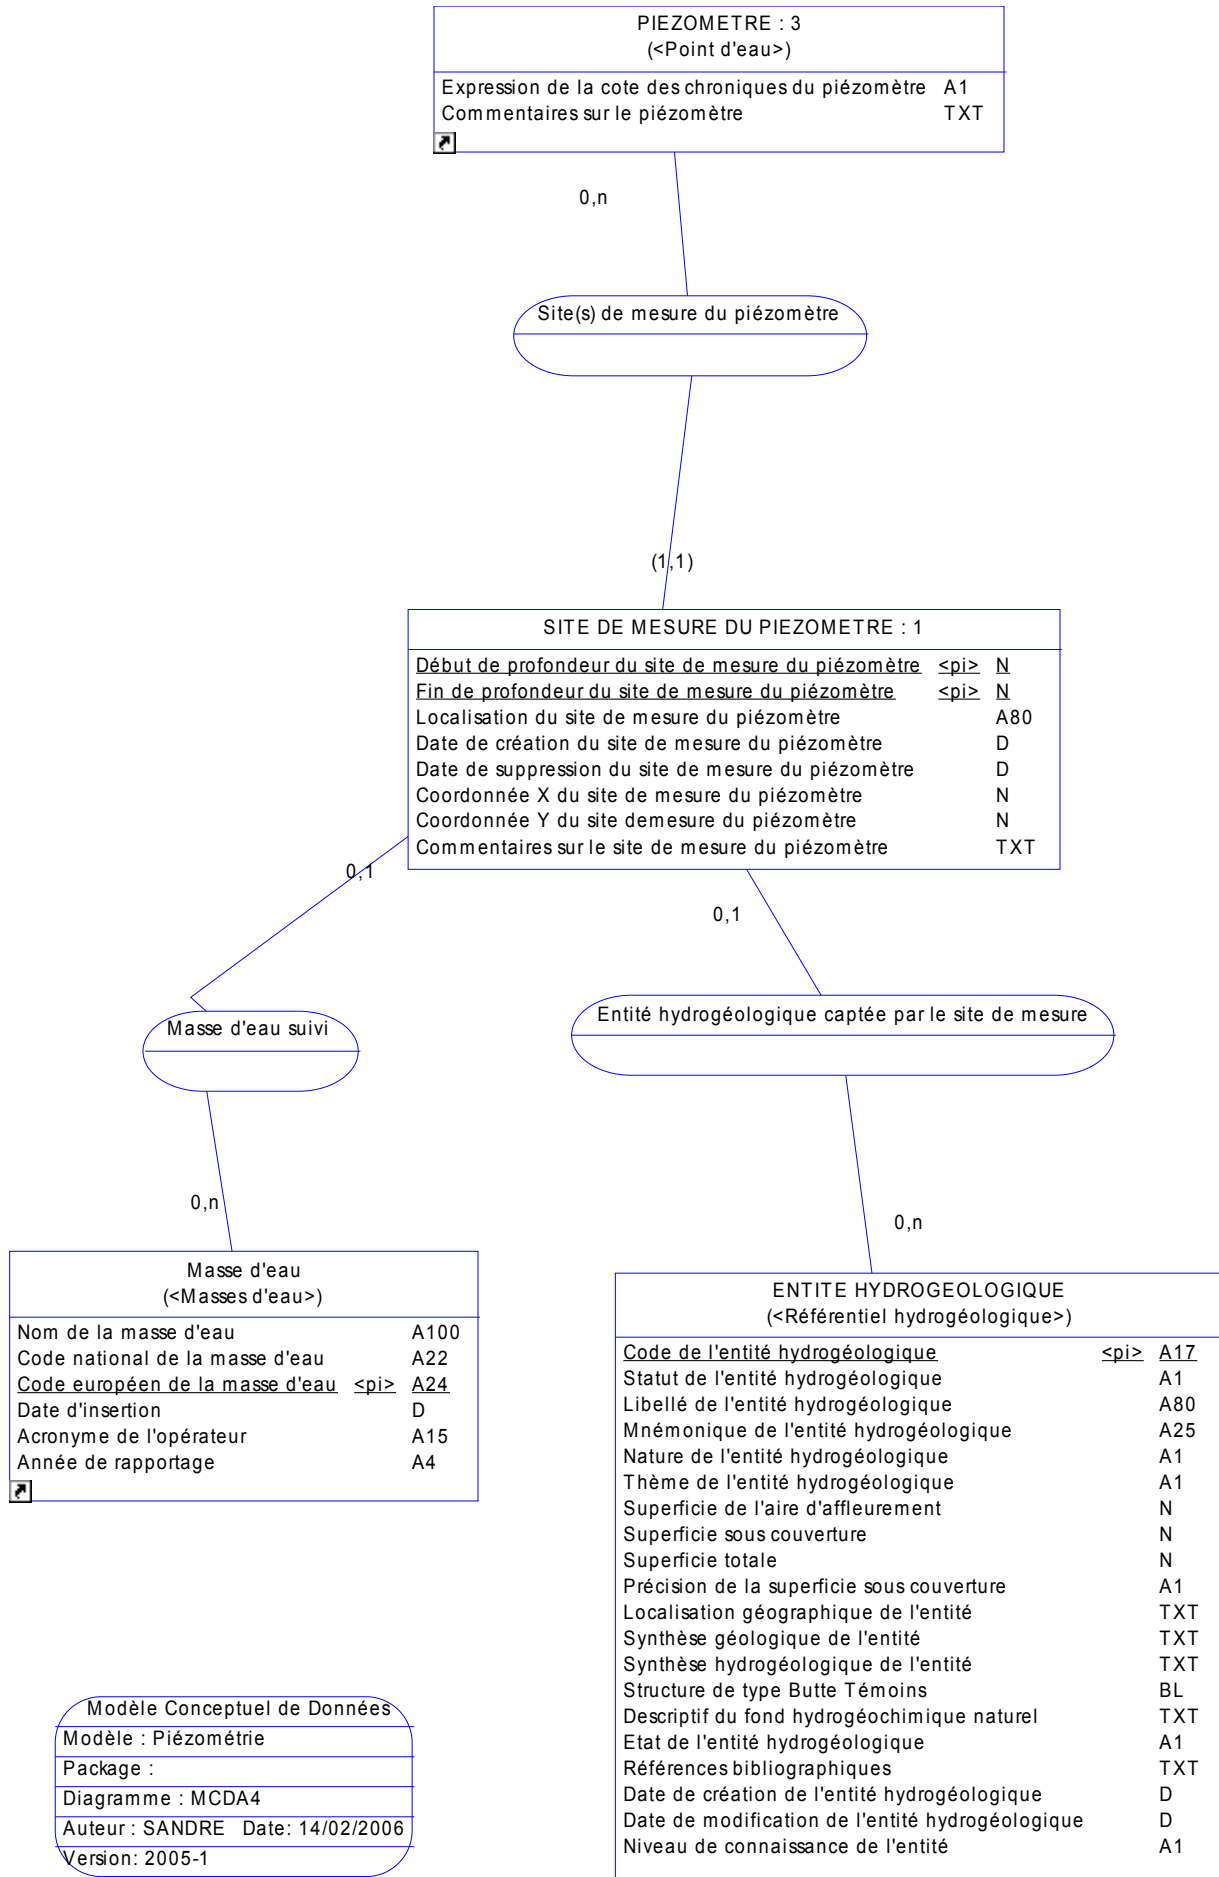 PIEZOMETRE : 3
(<Point d'eau>)
Expression de la cote des chroniques du piézomètre A1
Commentaires sur le piézomètre TXT
0,n
Site(s) de mesure du piézomètre
(1,1)
SITE DE MESURE DU PIEZOMETRE : 1
Début de profondeur du site de mesure du piézomètre <pi> N
Fin de profondeur du site de mesure du piézomètre <pi> N
Localisation du site de mesure du piézomètre A80
Date de création du site de mesure du piézomètre D
Date de suppression du site de mesure du piézomètre D
Coordonnée X du site de mesure du piézomètre N
Coordonnée Y du site demesure du piézomètre N
Commentaires sur le site de mesure du piézomètre TXT
0,1
0,1
Masse d'eau suivi
Entité hydrogéologique captée par le site de mesure
0,n
0,n
Masse d'eau
(<Masses d'eau>)
Nom de la masse d'eau A100
Code national de la masse d'eau A22
Code européen de la masse d'eau <pi> A24
Date d'insertion D
Acronyme de l'opérateur A15
Année de rapportage A4
ENTITE HYDROGEOLOGIQUE
(<Référentiel hydrogéologique>)
Code de l'entité hydrogéologique <pi> A17
Statut de l'entité hydrogéologique A1
Libellé de l'entité hydrogéologique A80
Mnémonique de l'entité hydrogéologique A25
Nature de l'entité hydrogéologique A1
Thème de l'entité hydrogéologique A1
Superficie de l'aire d'affleurement N
Superficie sous couverture N
Superficie totale N
Précision de la superficie sous couverture A1
Localisation géographique de l'entité TXT
Synthèse géologique de l'entité TXT
Synthèse hydrogéologique de l'entité TXT
Structure de type Butte Témoins BL
Descriptif du fond hydrogéochimique naturel TXT
Etat de l'entité hydrogéologique A1
Références bibliographiques TXT
Date de création de l'entité hydrogéologique D
Date de modification de l'entité hydrogéologique D
Niveau de connaissance de l'entité A1
Modèle Conceptuel de Données
Modèle : Piézométrie
Package :
Diagramme : MCDA4
Auteur : SANDRE Date: 14/02/2006
Version: 2005-1